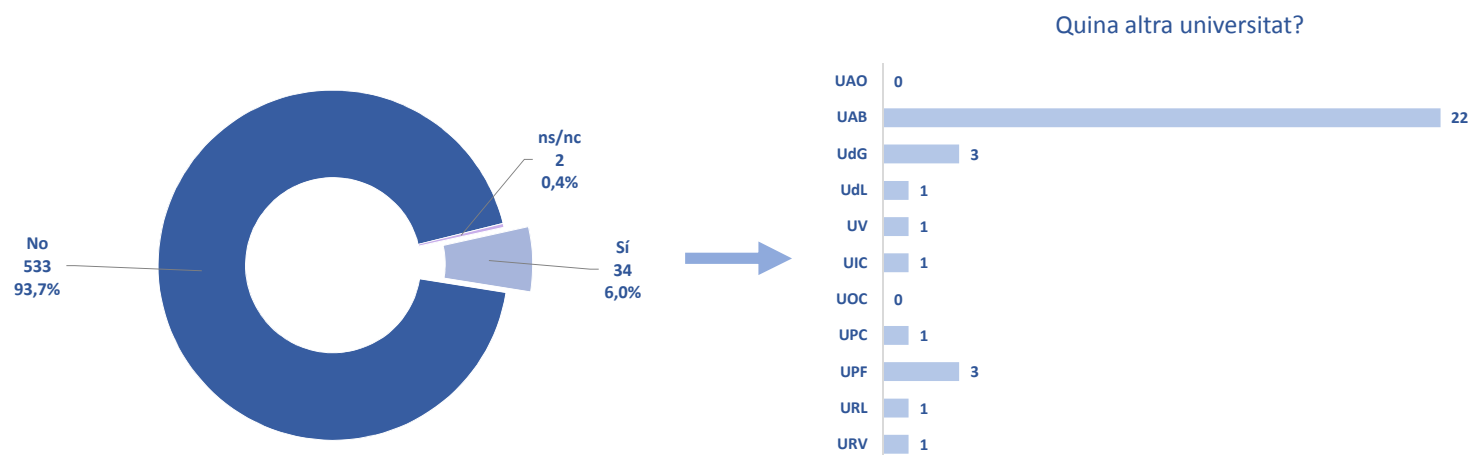 No
533
93,7%
ns/nc
2
0,4%
Sí
34
6,0%
Quina altra universitat?
UAO 0
UAB 22
UdG 3
UdL 1
UV 1
UIC 1
UOC 0
UPC 1
UPF 3
URL 1
URV 1